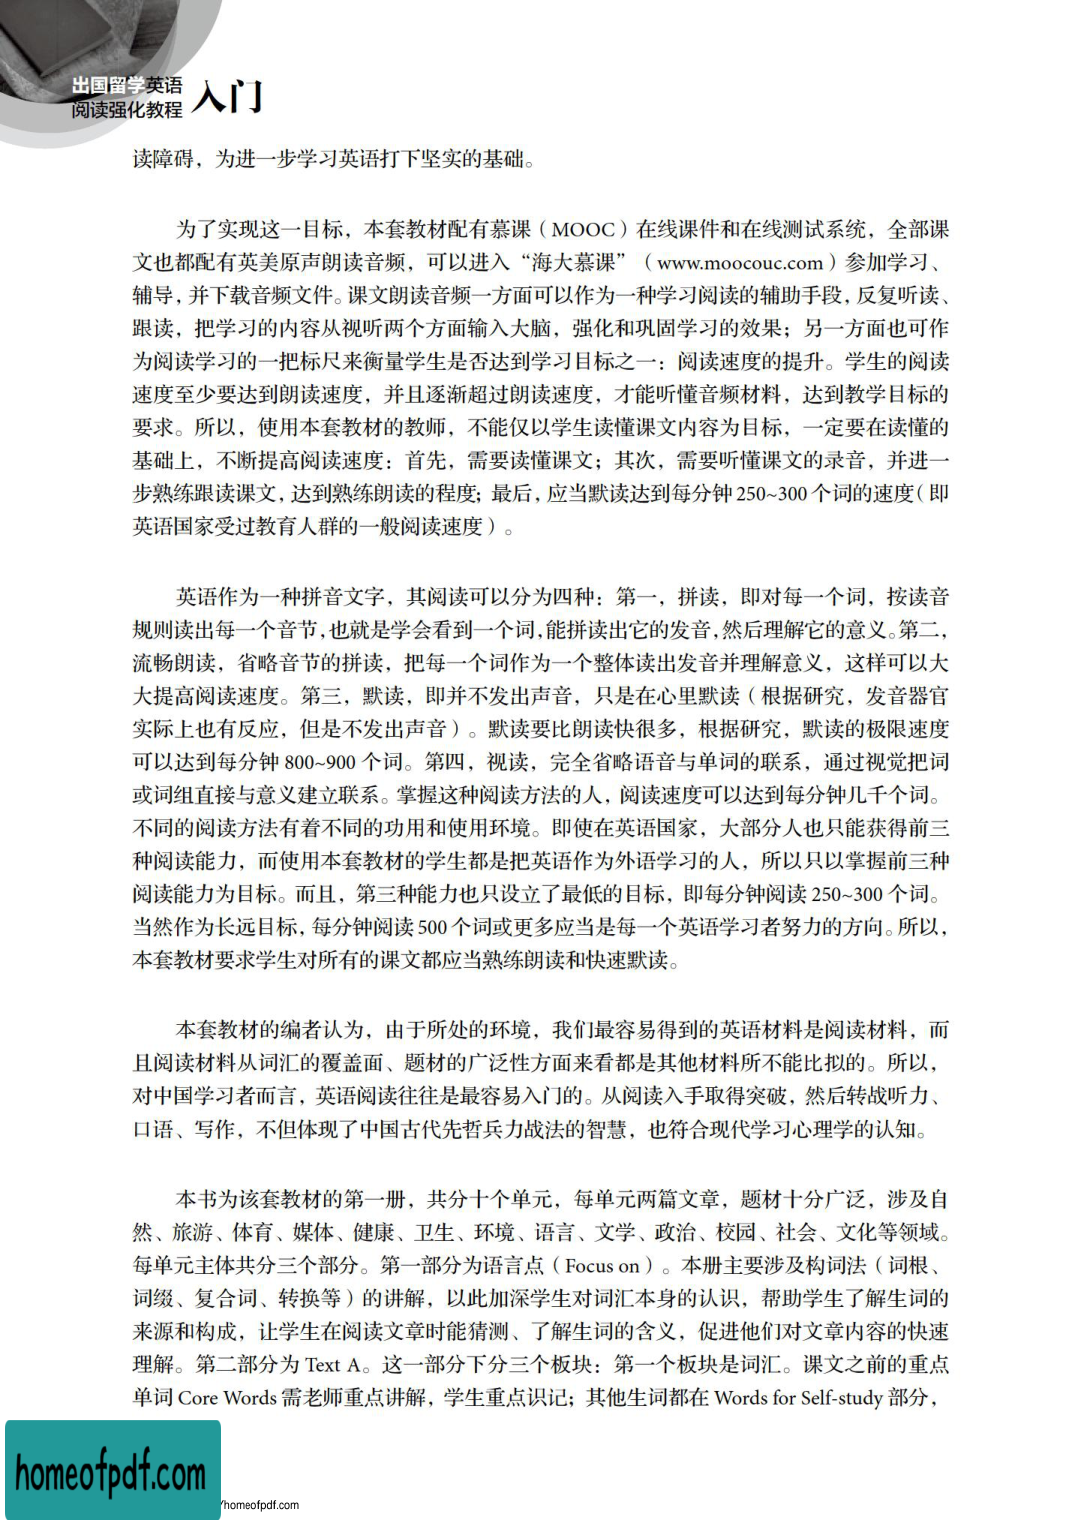 出国留学英语
阅读强化教程 入门
读障碍，为进一步学习英语打下坚实的基础。
为了实现这一目标，本套教材配有慕课（MOOC）在线课件和在线测试系统，全部课
文也都配有英美原声朗读音频，可以进入“海大慕课”（www.moocouc.com）参加学习、
辅导，并下载音频文件。课文朗读音频一方面可以作为一种学习阅读的辅助手段，反复听读、
跟读，把学习的内容从视听两个方面输入大脑，强化和巩固学习的效果；另一方面也可作
为阅读学习的一把标尺来衡量学生是否达到学习目标之一：阅读速度的提升。学生的阅读
速度至少要达到朗读速度，并且逐渐超过朗读速度，才能听懂音频材料，达到教学目标的
要求。所以，使用本套教材的教师，不能仅以学生读懂课文内容为目标，一定要在读懂的
基础上，不断提高阅读速度：首先，需要读懂课文；其次，需要听懂课文的录音，并进一
步熟练跟读课文，达到熟练朗读的程度；最后，应当默读达到每分钟 250~300 个词的速度（即
英语国家受过教育人群的一般阅读速度）。
英语作为一种拼音文字，其阅读可以分为四种：第一，拼读，即对每一个词，按读音
规则读出每一个音节，也就是学会看到一个词，能拼读出它的发音，然后理解它的意义。第二，
流畅朗读，省略音节的拼读，把每一个词作为一个整体读出发音并理解意义，这样可以大
大提高阅读速度。第三，默读，即并不发出声音，只是在心里默读（根据研究，发音器官
实际上也有反应，但是不发出声音）。默读要比朗读快很多，根据研究，默读的极限速度
可以达到每分钟 800~900 个词。第四，视读，完全省略语音与单词的联系，通过视觉把词
或词组直接与意义建立联系。掌握这种阅读方法的人，阅读速度可以达到每分钟几千个词。
不同的阅读方法有着不同的功用和使用环境。即使在英语国家，大部分人也只能获得前三
种阅读能力，而使用本套教材的学生都是把英语作为外语学习的人，所以只以掌握前三种
阅读能力为目标。而且，第三种能力也只设立了最低的目标，即每分钟阅读 250~300 个词。
当然作为长远目标，每分钟阅读 500 个词或更多应当是每一个英语学习者努力的方向。所以，
本套教材要求学生对所有的课文都应当熟练朗读和快速默读。
本套教材的编者认为，由于所处的环境，我们最容易得到的英语材料是阅读材料，而
且阅读材料从词汇的覆盖面、题材的广泛性方面来看都是其他材料所不能比拟的。所以，
对中国学习者而言，英语阅读往往是最容易入门的。从阅读入手取得突破，然后转战听力、
口语、写作，不但体现了中国古代先哲兵力战法的智慧，也符合现代学习心理学的认知。
本书为该套教材的第一册，共分十个单元，每单元两篇文章，题材十分广泛，涉及自
然、旅游、体育、媒体、健康、卫生、环境、语言、文学、政治、校园、社会、文化等领域。
每单元主体共分三个部分。第一部分为语言点（Focus on）。本册主要涉及构词法（词根、
词缀、复合词、转换等）的讲解，以此加深学生对词汇本身的认识，帮助学生了解生词的
来源和构成，让学生在阅读文章时能猜测、了解生词的含义，促进他们对文章内容的快速
理解。第二部分为 Text A。这一部分下分三个板块：第一个板块是词汇。课文之前的重点
单词 Core Words 需老师重点讲解，学生重点识记；其他生词都在 Words for Self-study 部分，
homeofpdf.com
/homeofpdf.com